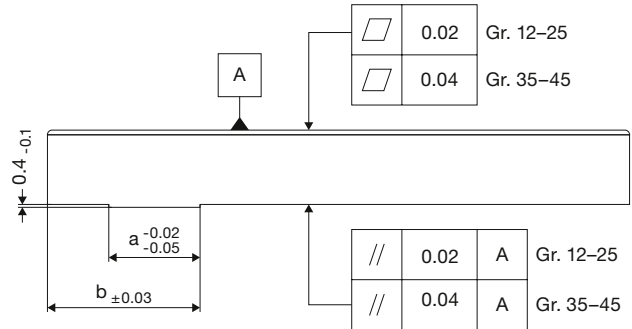 0.02 Gr. 12–25
A
0.04 Gr. 35–45
0.4 -0.1
a -0.02
-0.05
// 0.02 A Gr. 12–25
b ±0.03
// 0.04 A Gr. 35–45